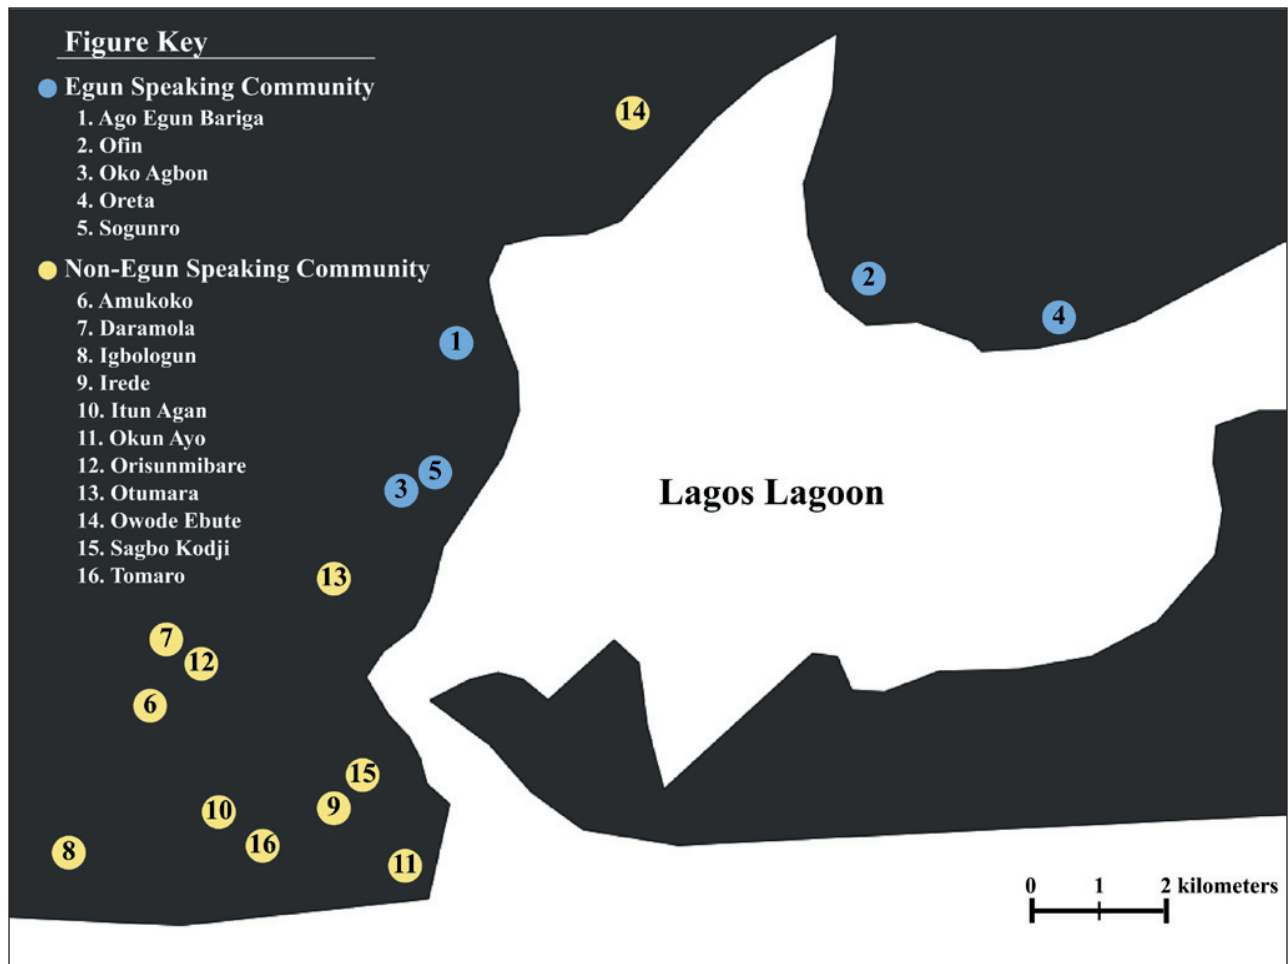 Figure Key
Egun Speaking Community
1. Ago Egun Bariga
2. Ofin
3. Oko Agbon
4. Oreta
5. Sogunro
Non-Egun Speaking Community
6. Amukoko
7. Daramola
8. Igbologun
9. Irede
10. Itun Agan
11. Okun Ayo
12. Orisunmibare
13. Otumara
14. Owode Ebute
15. Sagbo Kodji
16. Tomaro
14
2
4
1
5
3
Lagos Lagoon
13
7
12
6
15
10
9
16
8
11
0 1 2 kilometers